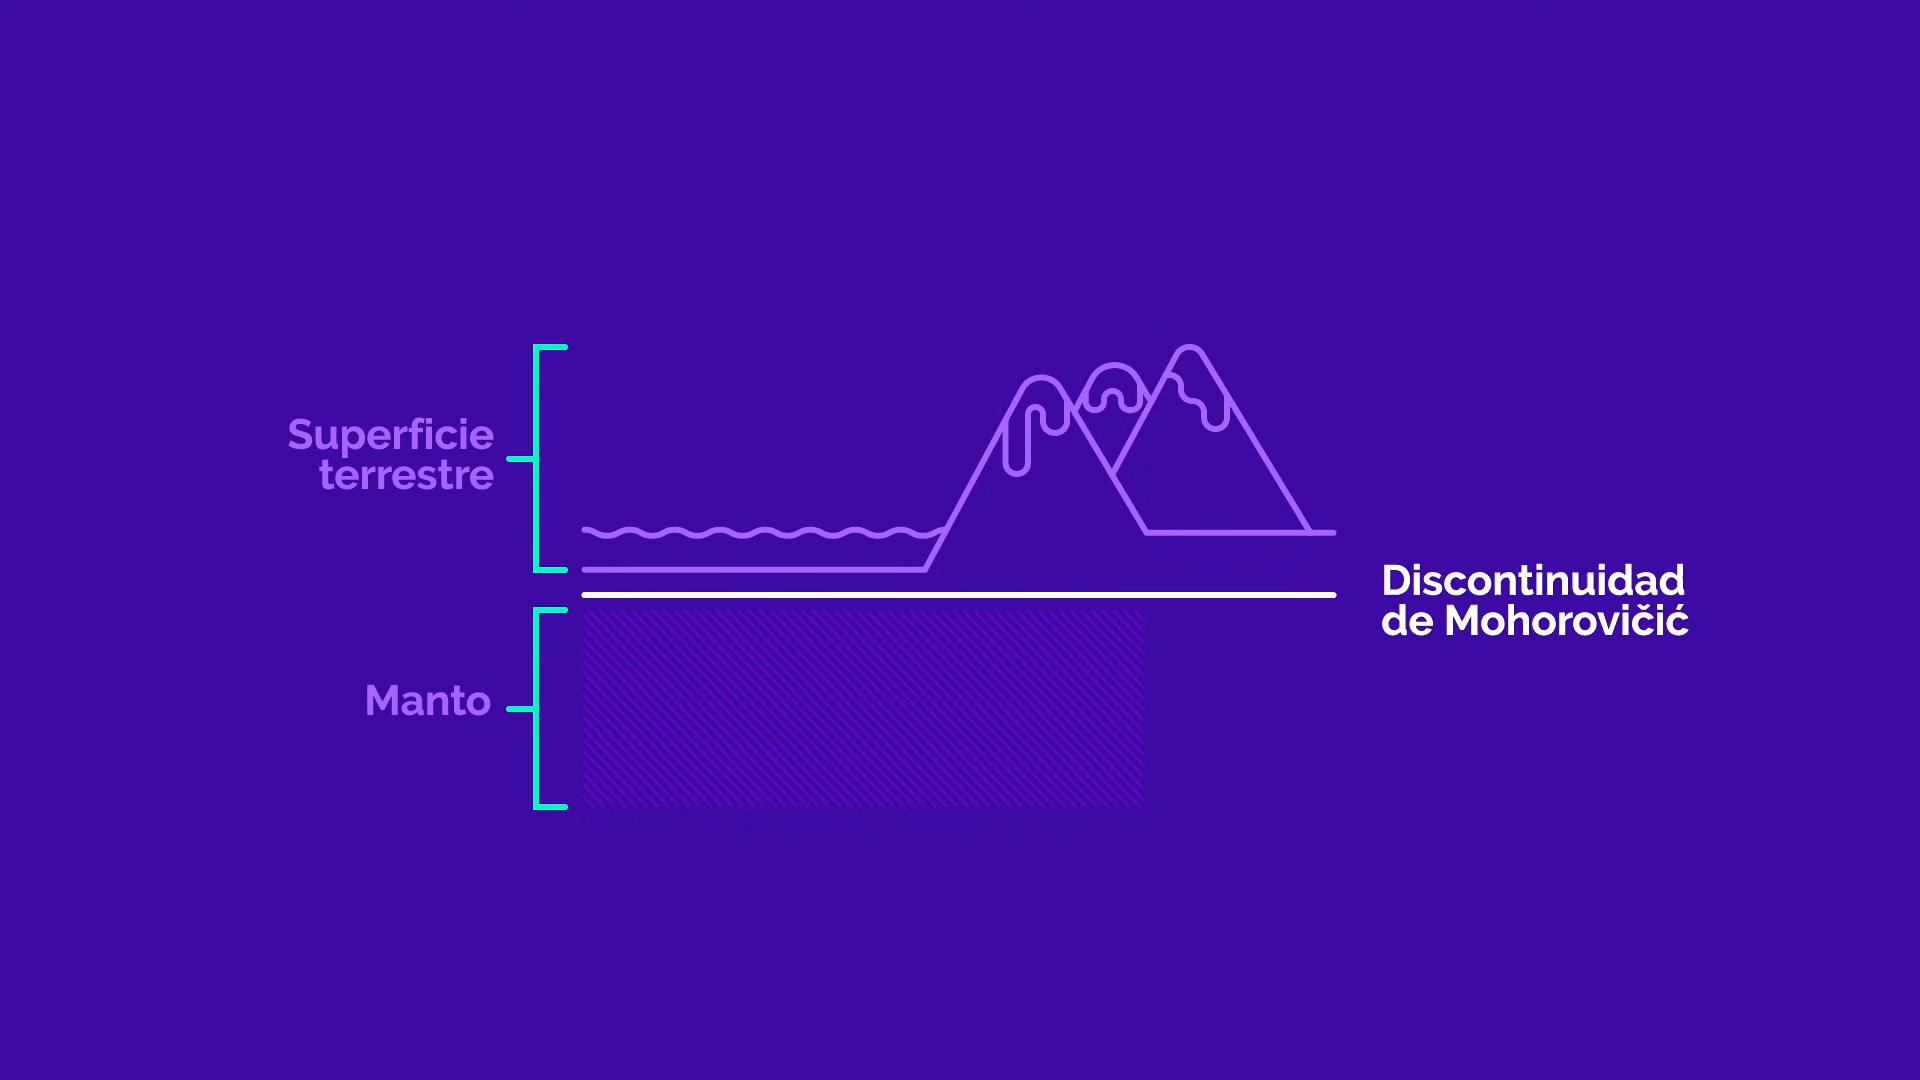 Superficie
terrestre
Discontinuidad
de Mohorovičić
Manto